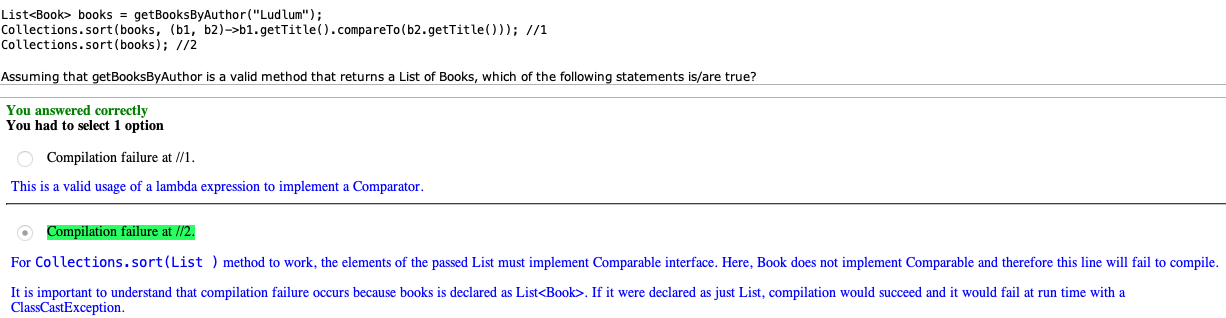 List<Book> books = getBooksByAuthor("Ludlum");
Collections.sort(books, (b1, b2)->b1.getTitle().compareTo(b2.getTitle())); //1
Collections.sort(books); //2
Assuming that getBooksByAuthor is a valid method that returns a List of Books, which of the following statements is/are true?
You answered correctly
You had to select 1 option
Compilation failure at //1.
This is a valid usage of a lambda expression to implement a Comparator.
Compilation failure at //2.
For Collections.sort(List ) method to work, the elements of the passed List must implement Comparable interface. Here, Book does not implement Comparable and therefore this line will fail to compile.
It is important to understand that compilation failure occurs because books is declared as List<Book>. If it were declared as just List, compilation would succeed and it would fail at run time with a
ClassCastException.